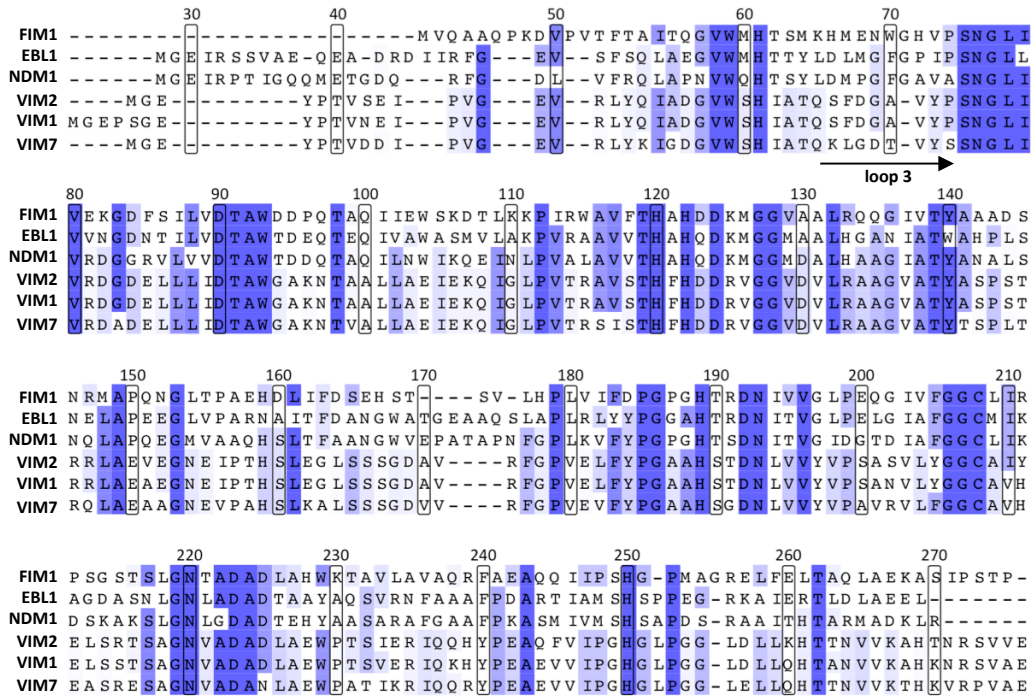 30 40 50 60 70
FIM1 ------------------------MVQAAQPKDVPVTFTAITQGVWMHTSMKHMENWGHVPSNGLI
EBL1 ------MGEIRSSVAE-QEA-DRDIIRFG---EV--SFSQLAEGVWMHTTYLDLMGFGPIPSNGLL
NDM1 ------MGEIRPTIGQQMETGDQ---RFG---DL--VFRQLAPNVWQHTSYLDMPGFGAVASNGLI
VIM2 ----MGE---------YPTVSEI---PVG---EV--RLYQIADGVWSHIATQSFDGA-VYPSNGLI
VIM1 MGEPSGE---------YPTVNEI---PVG---EV--RLYQIADGVWSHIATQSFDGA-VYPSNGLI
VIM7 ----MGE---------YPTVDDI---PVG---EV--RLYKIGDGVWSHIATQKLGDT-VYSSNGLI
loop 3
80 90 100 110 120 130 140
FIM1 VEKGDFSILVDTAWDDPQTAQIIEWSKDTLKKPIRWAVFTHAHDDKMGGVAALRQQGIVTYAAADS
EBL1 VVNGDNTILVDTAWTDEQTEQIVAWASMVLAKPVRAAVVTHAHQDKMGGMAALHGANIATWAHPLS
NDM1 VRDGGRVLVVDTAWTDDQTAQILNWIKQEINLPVALAVVTHAHQDKMGGMDALHAAGIATYANALS
VIM2 VRDGDELLLIDTAWGAKNTAALLAEIEKQIGLPVTRAVSTHFHDDRVGGVDVLRAAGVATYASPST
VIM1 VRDGDELLLIDTAWGAKNTAALLAEIEKQIGLPVTRAVSTHFHDDRVGGVDVLRAAGVATYASPST
VIM7 VRDADELLLIDTAWGAKNTVALLAEIEKQIGLPVTRSISTHFHDDRVGGVDVLRAAGVATYTSPLT
150 160 170 180 190 200 210
FIM1 NRMAPQNGLTPAEHDLIFDSEHST----SV-LHPLVIFDPGPGHTRDNIVVGLPEQGIVFGGCLIR
EBL1 NELAPEEGLVPARNAITFDANGWATGEAAQSLAPLRLYYPGGAHTRDNITVGLPELGIAFGGCMIK
NDM1 NQLAPQEGMVAAQHSLTFAANGWVEPATAPNFGPLKVFYPGPGHTSDNITVGIDGTDIAFGGCLIK
VIM2 RRLAEVEGNEIPTHSLEGLSSSGDAV----RFGPVELFYPGAAHSTDNLVVYVPSASVLYGGCAIY
VIM1 RRLAEAEGNEIPTHSLEGLSSSGDAV----RFGPVELFYPGAAHSTDNLVVYVPSANVLYGGCAVH
VIM7 RQLAEAAGNEVPAHSLKALSSSGDAV----RFGPVEVFYPGAAHSGDNLVVYVPAVRVLFGGCAVH
220 230 240 250 260 270
FIM1 PSGSTSLGNTADADLAHWKTAVLAVAQRFAEAQQIIPSHG-PMAGRELFELTAQLAEKASIPSTP-
EBL1 AGDASNLGNLADADTAAYAQSVRNFAAAFPDARTIAMSHSPPEG-RKAIERTLDLAEEL-------
NDM1 DSKAKSLGNLGDADTEHYAASARAFGAAFPKASMIVMSHSAPDS-RAAITHTARMADKLR------
VIM2 ELSRTSAGNVADADLAEWPTSIERIQQHYPEAQFVIPGHGLPGG-LDLLKHTTNVVKAHTNRSVVE
VIM1 ELSSTSAGNVADADLAEWPTSVERIQKHYPEAEVVIPGHGLPGG-LDLLQHTANVVKAHKNRSVAE
VIM7 EASRESAGNVADANLAEWPATIKRIQQRYPEAEVVIPGHGLPGG-LELLQHTTNVVKTHKVRPVAE